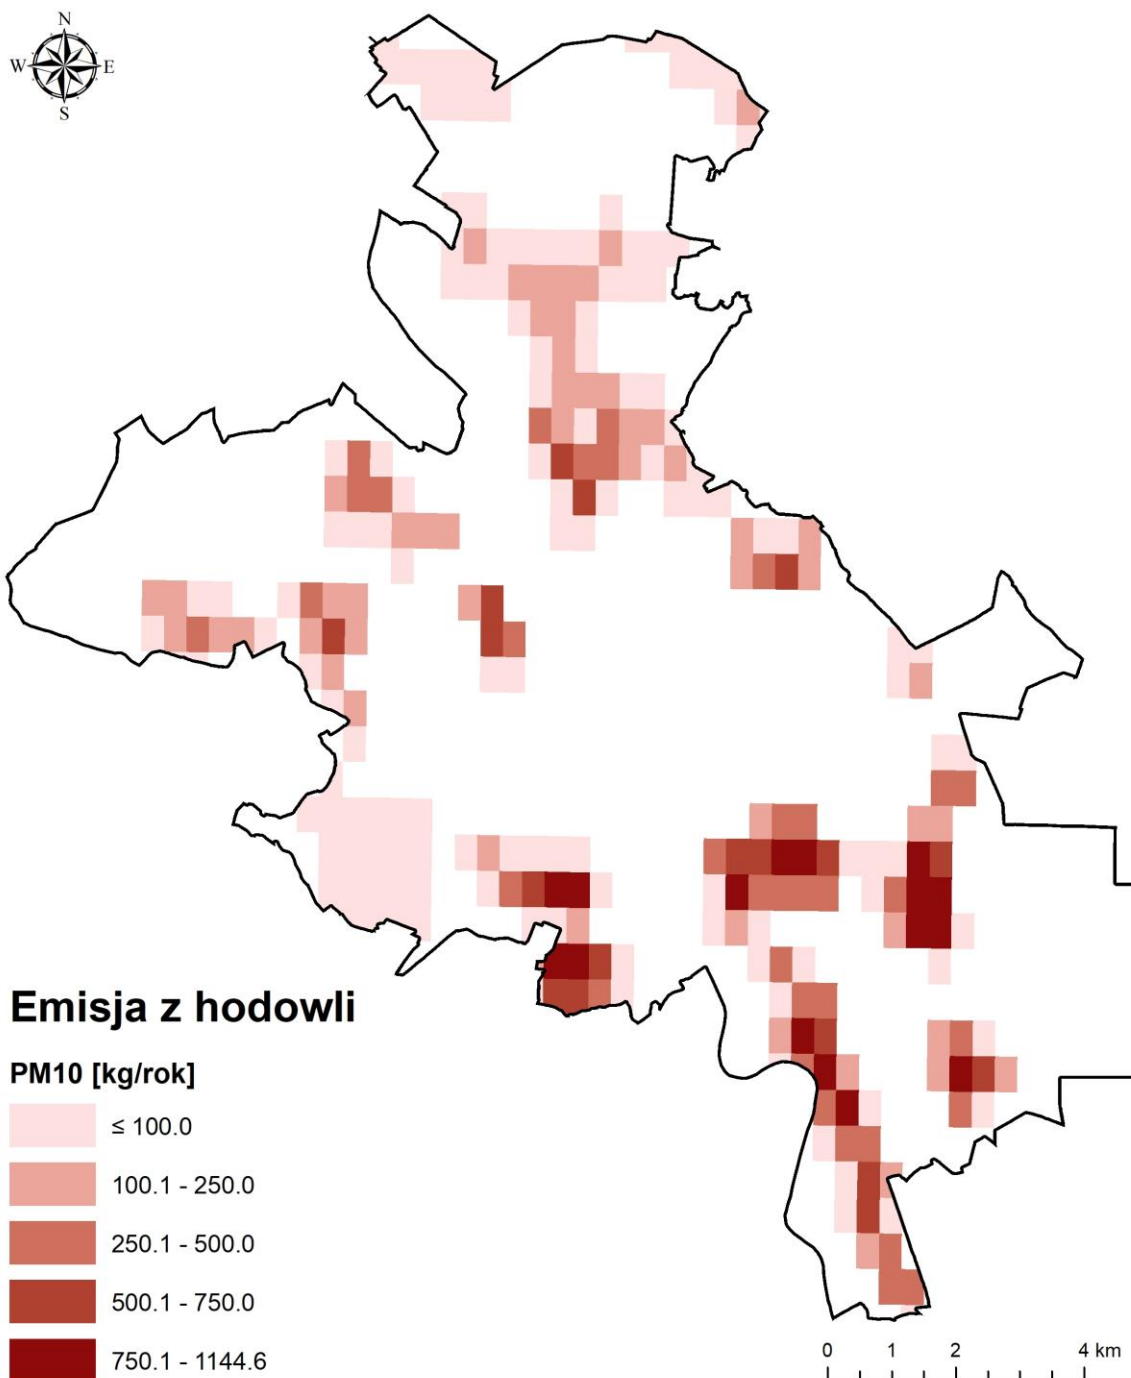 N
W E
S
Emisja z hodowli
PM10 [kg/rok]
≤ 100.0
100.1 - 250.0
250.1 - 500.0
500.1 - 750.0
750.1 - 1144.6
0 1 2 4 km